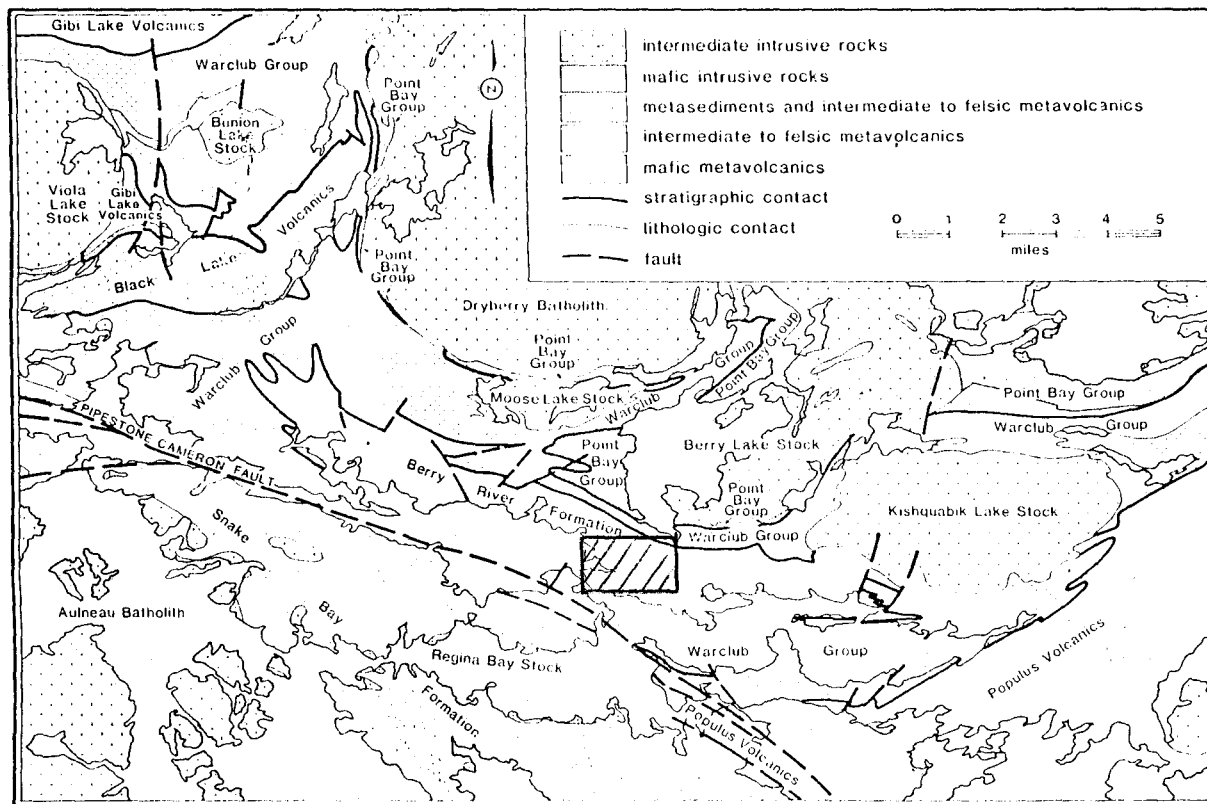 Gibi Lake Volcanics
Warclub Group
Bunion
Lake
Stock
Point
Bay
Group
Viola
Lake
Stock
Gibi
Lake
Volcanics
Black Lake Volcanics
Point
Bay
Group
N
intermediate intrusive rocks
mafic intrusive rocks
metasediments and intermediate to felsic metavolcanics
intermediate to felsic metavolcanics
mafic metavolcanics
stratigraphic contact
lithologic contact
fault
0 1 2 3 4 5
miles
Dryberry Batholith
Point
Bay
Group
Moose Lake Stock
Warclub Group
Point Bay Group
Warclub Group
Point Bay Group
Warclub Group
PIPESTONE CAMERON FAULT
Berry River Formation
Point
Bay
Group
Berry Lake Stock
Point
Bay
Group
Warclub Group
Kishquabik Lake Stock
Snake Bay Formation
Aulneau Batholith
Regina Bay Stock
Warclub Group
Populus Volcanics
Populus Volcanics